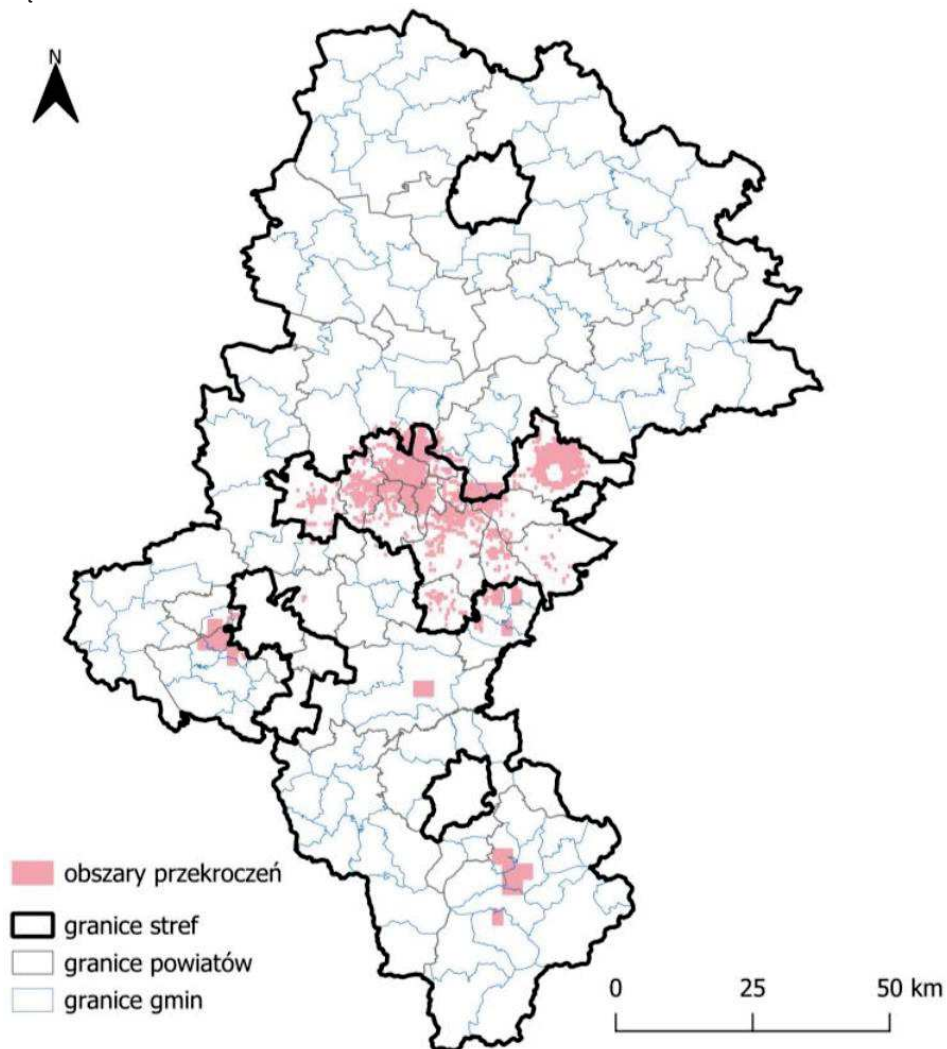 N
obszary przekroczeń
granice stref
granice powiatów
granice gmin
0 25 50 km